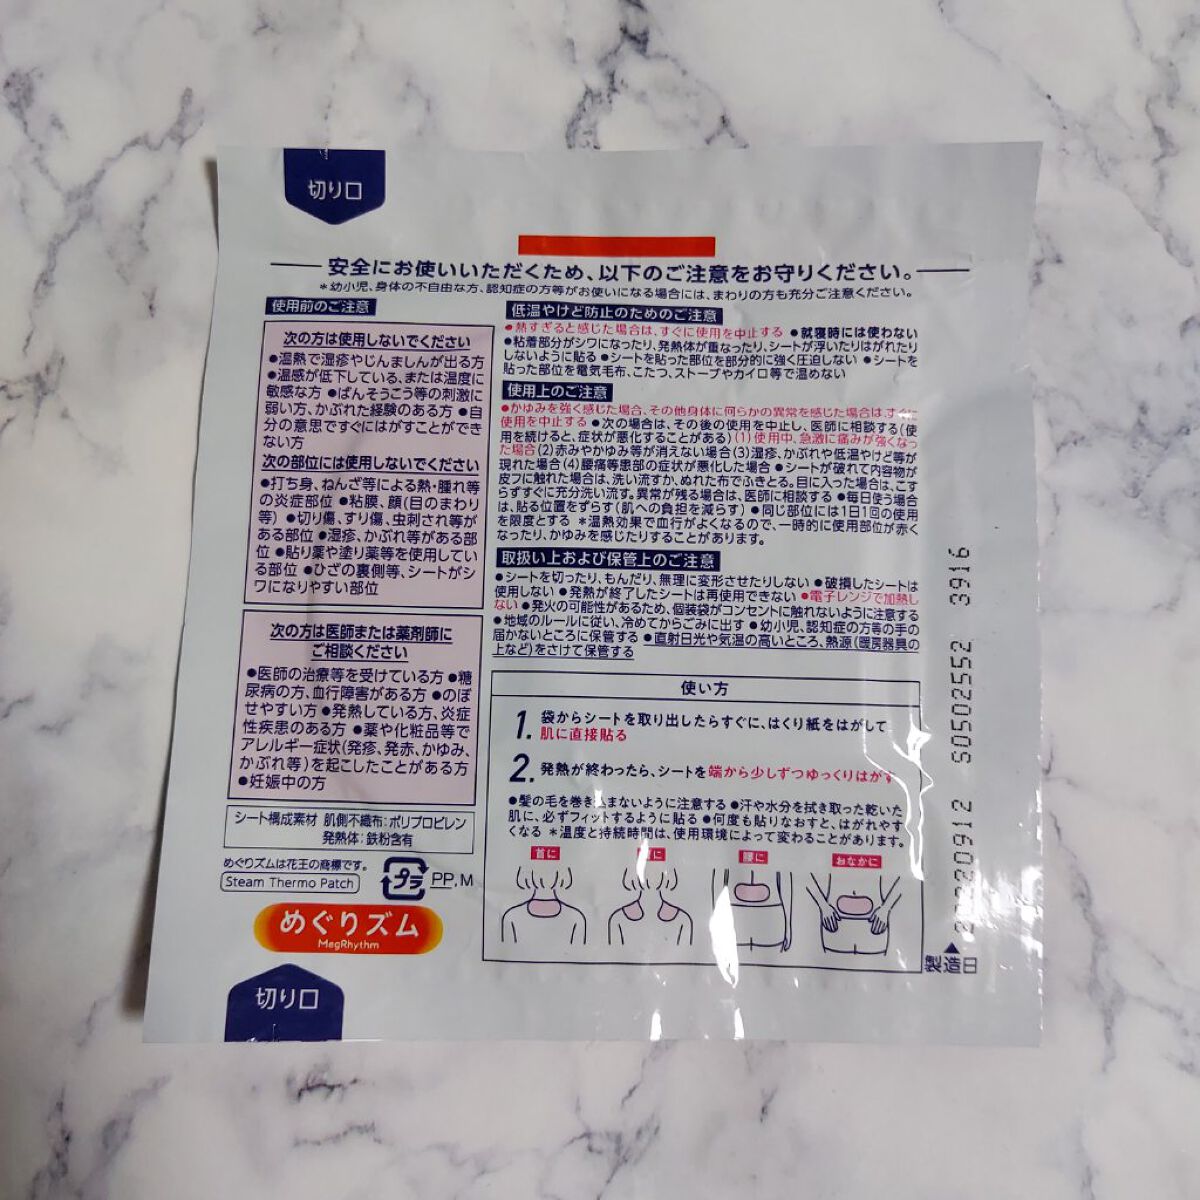 切り口
安全にお使いいただくため、以下のご注意をお守りください。
＊幼小児、身体の不自由な方、認知症の方等がお使いになる場合には、まわりの方も充分ご注意ください。
使用前のご注意
次の方は使用しないでください
●温熱で湿疹やじんましんが出る方
●温感が低下している、または温度に
敏感な方 ●ばんそうこう等の刺激に
弱い方、かぶれた経験のある方 ●自
分の意思ですぐにはがすことができ
ない方
次の部位には使用しないでください
●打ち身、ねんざ等による熱・腫れ等
の炎症部位 ●粘膜、顔(目のまわり
等) ●切り傷、すり傷、虫刺され等が
ある部位 ●湿疹、かぶれ等がある部
位 ●貼り薬や塗り薬等を使用してい
る部位 ●ひざの裏側等、シートがシ
ワになりやすい部位
次の方は医師または薬剤師に
ご相談ください
●医師の治療等を受けている方 ●糖
尿病の方、血行障害がある方 ●のぼ
せやすい方 ●発熱している方、炎症
性疾患のある方 ●薬や化粧品等で
アレルギー症状(発疹、発赤、かゆみ、
かぶれ等)を起こしたことがある方
●妊娠中の方
シート構成素材 肌側不織布：ポリプロピレン
発熱体：鉄粉含有
めぐりズムは花王の商標です。
Steam Thermo Patch
プラ PP,M
めぐりズム
MegRhythm
切り口
低温やけど防止のためのご注意
●熱すぎると感じた場合は、すぐに使用を中止する ●就寝時には使わない
●粘着部分がシワになったり、発熱体が重なったり、シートが浮いたりはがれたり
しないように貼る ●シートを貼った部位を部分的に強く圧迫しない ●シートを
貼った部位を電気毛布、こたつ、ストーブやカイロ等で温めない
使用上のご注意
●かゆみを強く感じた場合、その他身体に何らかの異常を感じた場合は、すぐに
使用を中止する ●次の場合は、その後の使用を中止し、医師に相談する(使
用を続けると、症状が悪化することがある)(1)使用中、急激に痛みが強くなっ
た場合(2)赤みやかゆみ等が消えない場合(3)湿疹、かぶれや低温やけど等が
現れた場合(4)腰痛等患部の症状が悪化した場合 ●シートが破れて内容物が
皮フに触れた場合は、洗い流すか、ぬれた布でふきとる。目に入った場合は、こす
らずすぐに充分洗い流す。異常が残る場合は、医師に相談する ●毎日使う場合
は、貼る位置をずらす(肌への負担を減らす) ●同じ部位には1日1回の使用
を限度とする ＊温熱効果で血行がよくなるので、一時的に使用部位が赤く
なったり、かゆみを感じたりすることがあります。
取扱い上および保管上のご注意
●シートを切ったり、もんだり、無理に変形させたりしない ●破損したシートは
使用しない ●発熱が終了したシートは再使用できない ●電子レンジで加熱し
ない ●発火の可能性があるため、個装袋がコンセントに触れないように注意する
●地域のルールに従い、冷めてからごみに出す ●幼小児、認知症の方等の手の
届かないところに保管する ●直射日光や気温の高いところ、熱源(暖房器具の
上など)をさけて保管する
使い方
1. 袋からシートを取り出したらすぐに、はくり紙をはがして
肌に直接貼る
2. 発熱が終わったら、シートを端から少しずつゆっくりはがす
●髪の毛を巻き込まないように注意する ●汗や水分を拭き取った乾いた
肌に、必ずフィットするように貼る ●何度も貼りなおすと、はがれやす
くなる ＊温度と持続時間は、使用環境によって変わることがあります。
首に
腰に
おなかに
製造日 20220912 S0502552 3916